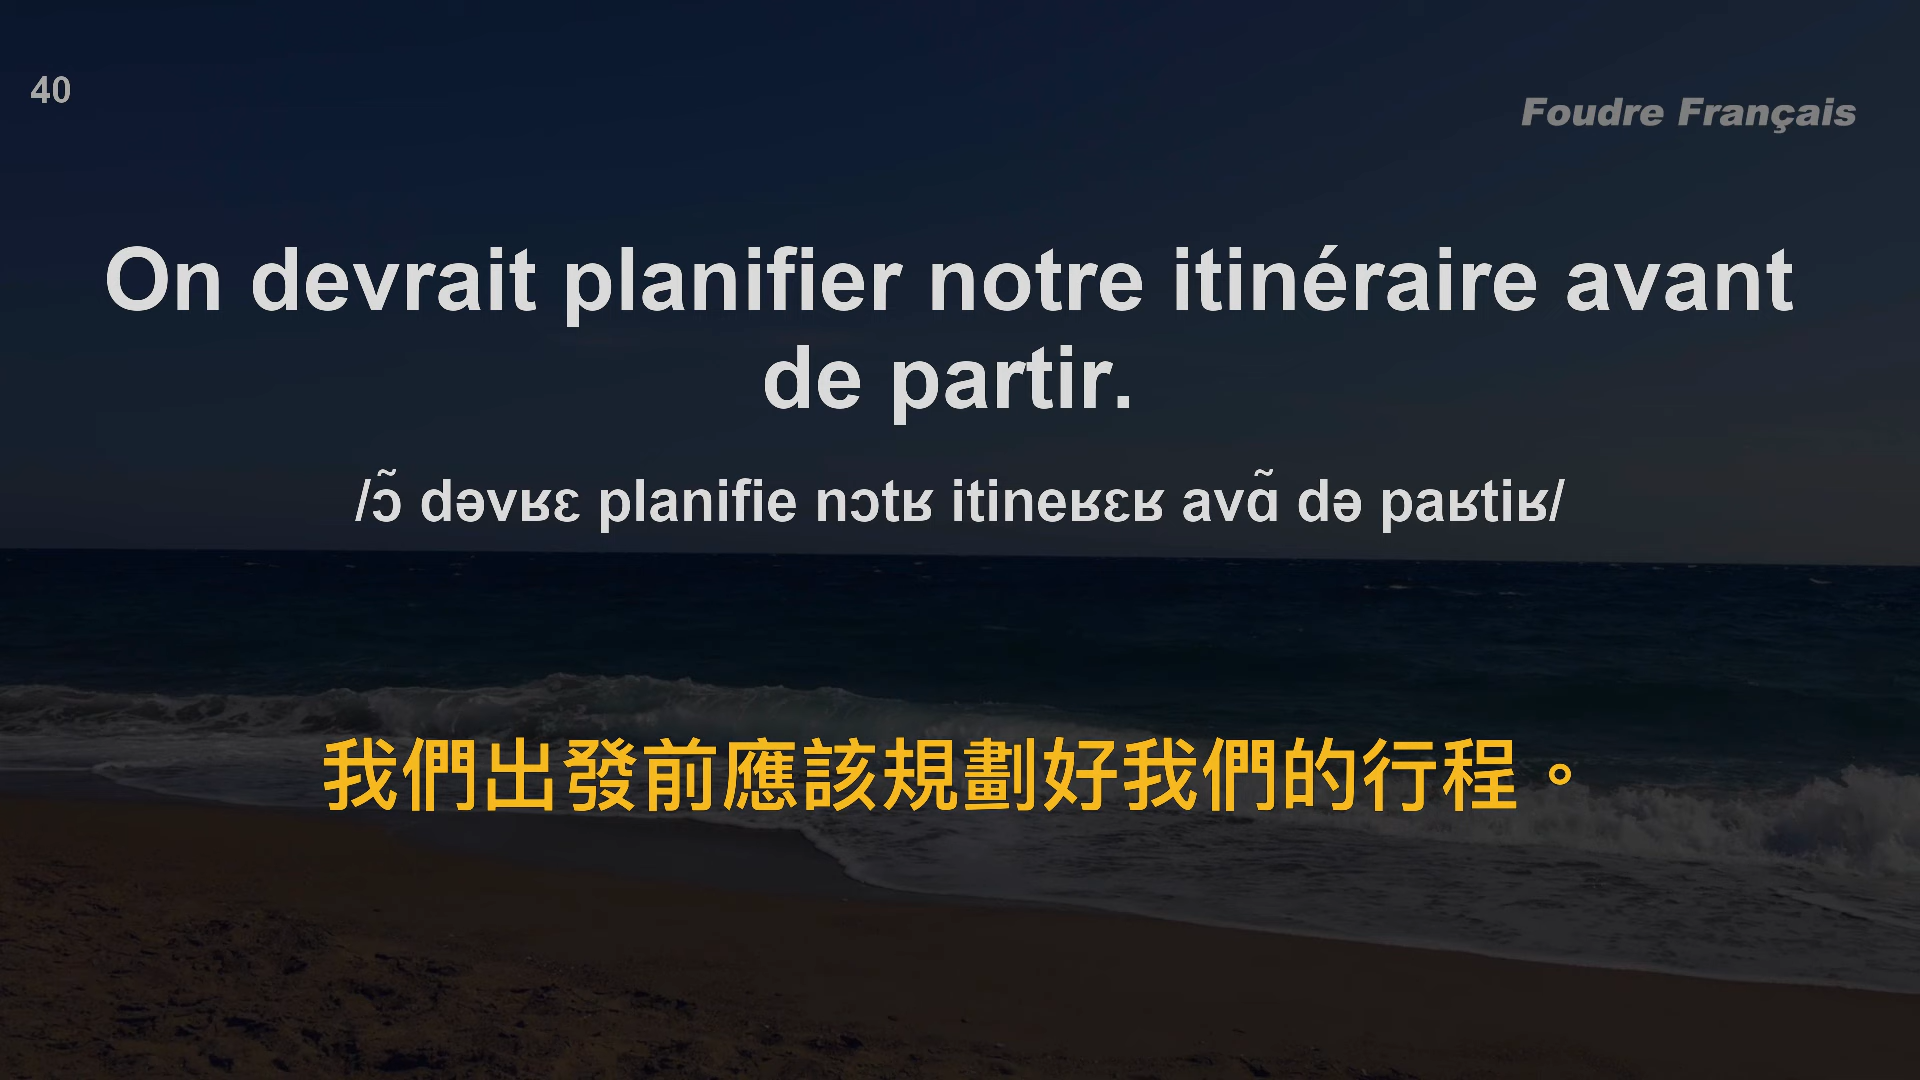 40
Foudre Français
On devrait planifier notre itinéraire avant
de partir.
/ɔ̃ dəvʁɛ planifie nɔtʁ itineʁɛʁ avɑ̃ də paʁtiʁ/
我們出發前應該規劃好我們的行程。